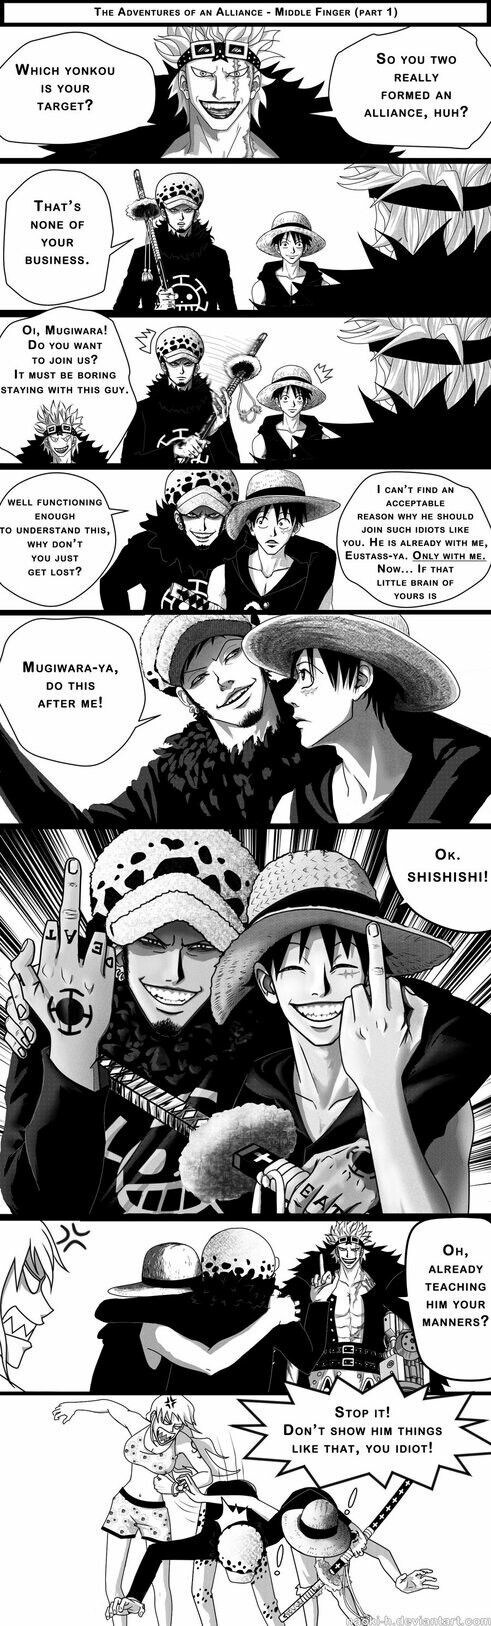 The Adventures of an Alliance - Middle Finger (part 1)
Which yonkou
is your
target?
So you two
really
formed an
alliance, huh?
That's
none of
your
business.
Oi, Mugiwara!
Do you want
to join us?
It must be boring
staying with this guy.
well functioning
enough
to understand this,
why don't
you just
get lost?
I can't find an
acceptable
reason why he should
join such idiots like
you. He is already with me,
Eustass-ya. Only with me.
Now... If that
little brain of
yours is
Mugiwara-ya,
do this
after me!
Ok.
shishishi!
DEAT
EAT
Oh,
already
teaching
him your
manners?
Stop it!
Don't show him things
like that, you idiot!
naoki-h.deviantart.com